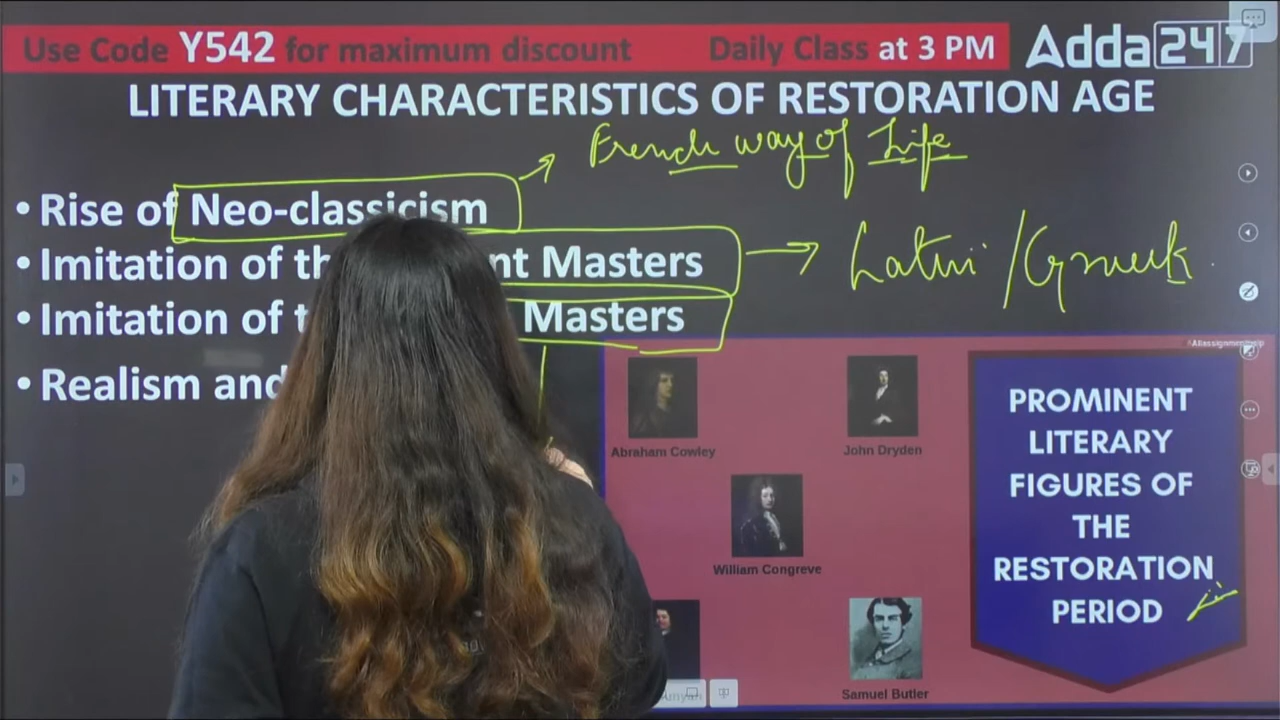 Use Code Y542 for maximum discount
Daily Class at 3 PM
Adda247
LITERARY CHARACTERISTICS OF RESTORATION AGE
French way of Life
• Rise of Neo-classicism
• Imitation of th nt Masters
Latin / Greek
• Imitation of t Masters
• Realism and
Abraham Cowley
John Dryden
William Congreve
Samuel Butler
PROMINENT
LITERARY
FIGURES OF
THE
RESTORATION
PERIOD